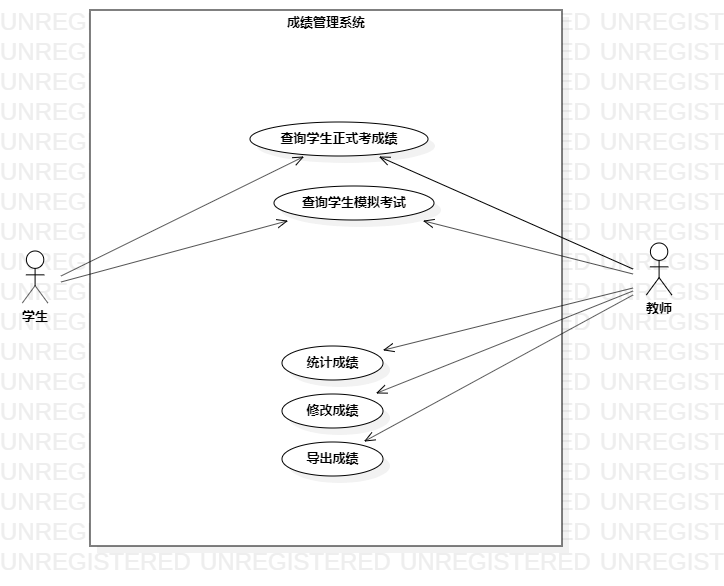 成绩管理系统
查询学生正式考成绩
查询学生模拟考试
学生
教师
统计成绩
修改成绩
导出成绩
UNREGISTERED UNREGISTERED UNREGISTERED UNREGIST